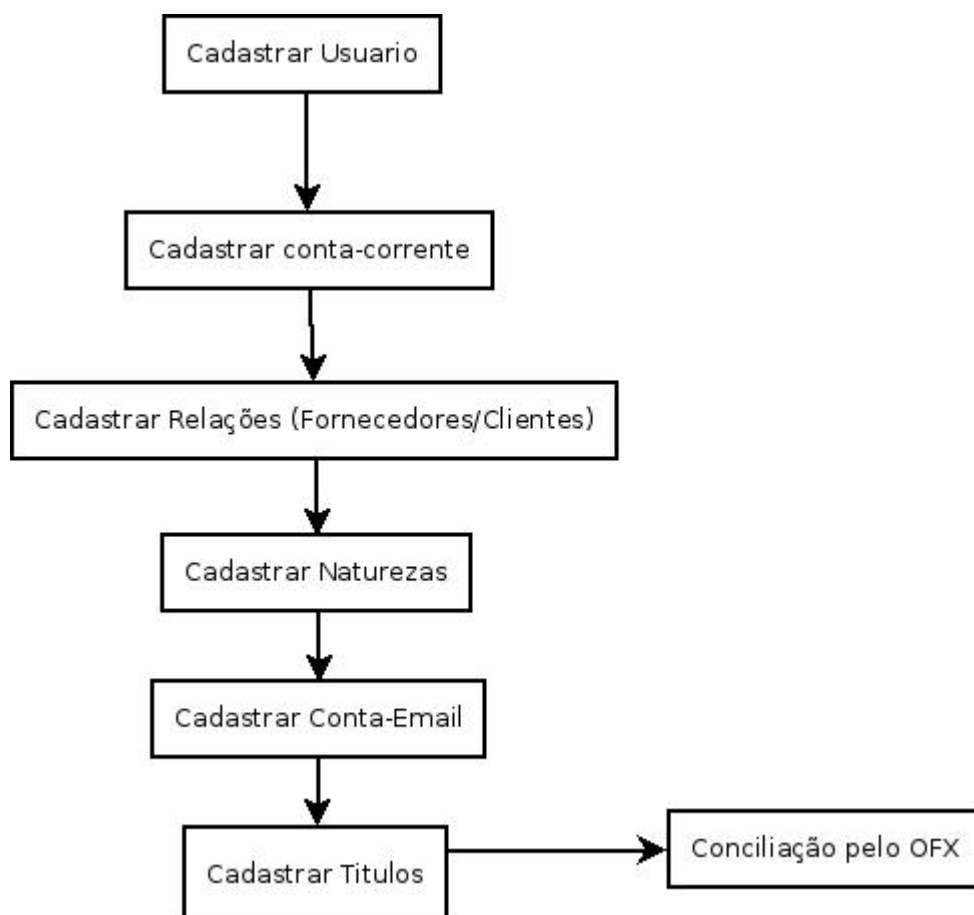 Cadastrar Usuario
Cadastrar conta-corrente
Cadastrar Relações (Fornecedores/Clientes)
Cadastrar Naturezas
Cadastrar Conta-Email
Cadastrar Titulos
Conciliação pelo OFX